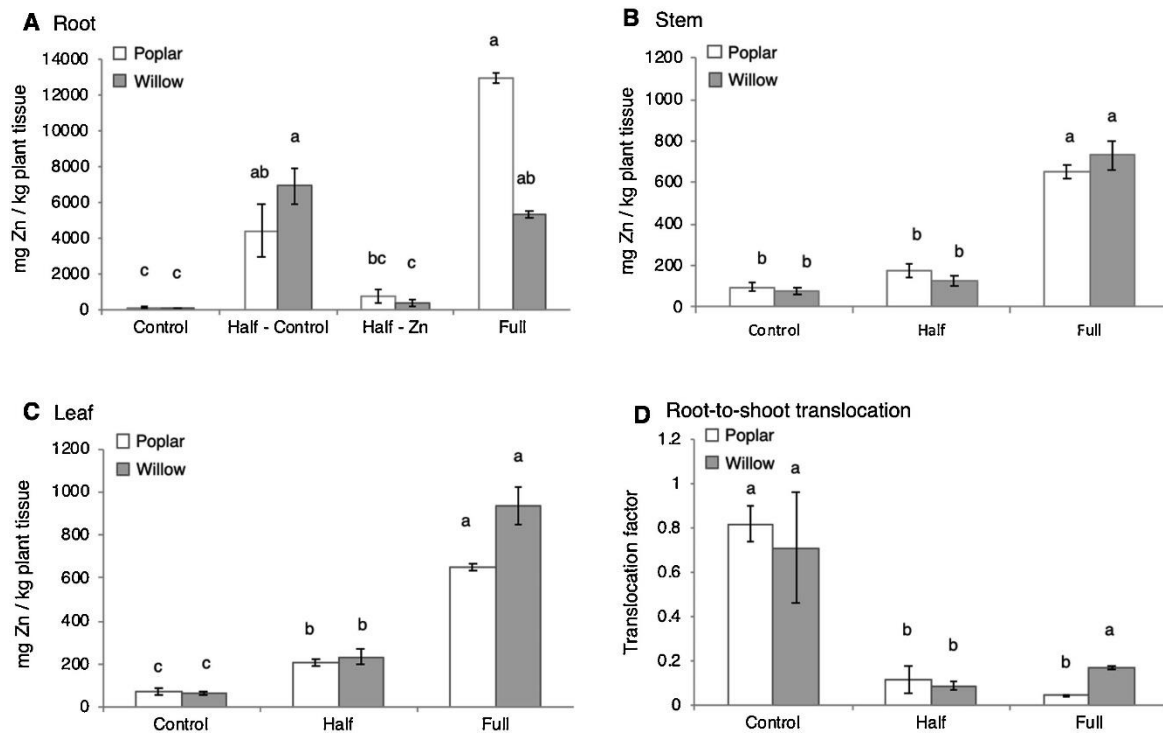 A Root
Poplar
Willow
mg Zn / kg plant tissue
14000
12000
10000
8000
6000
4000
2000
0
c c ab a bc c a ab
Control Half - Control Half - Zn Full
B Stem
Poplar
Willow
mg Zn / kg plant tissue
1200
1000
800
600
400
200
0
b b b b a a
Control Half Full
C Leaf
Poplar
Willow
mg Zn / kg plant tissue
1200
1000
800
600
400
200
0
c c b b a a
Control Half Full
D Root-to-shoot translocation
Poplar
Willow
Translocation factor
1.2
1
0.8
0.6
0.4
0.2
0
a a b b b a
Control Half Full